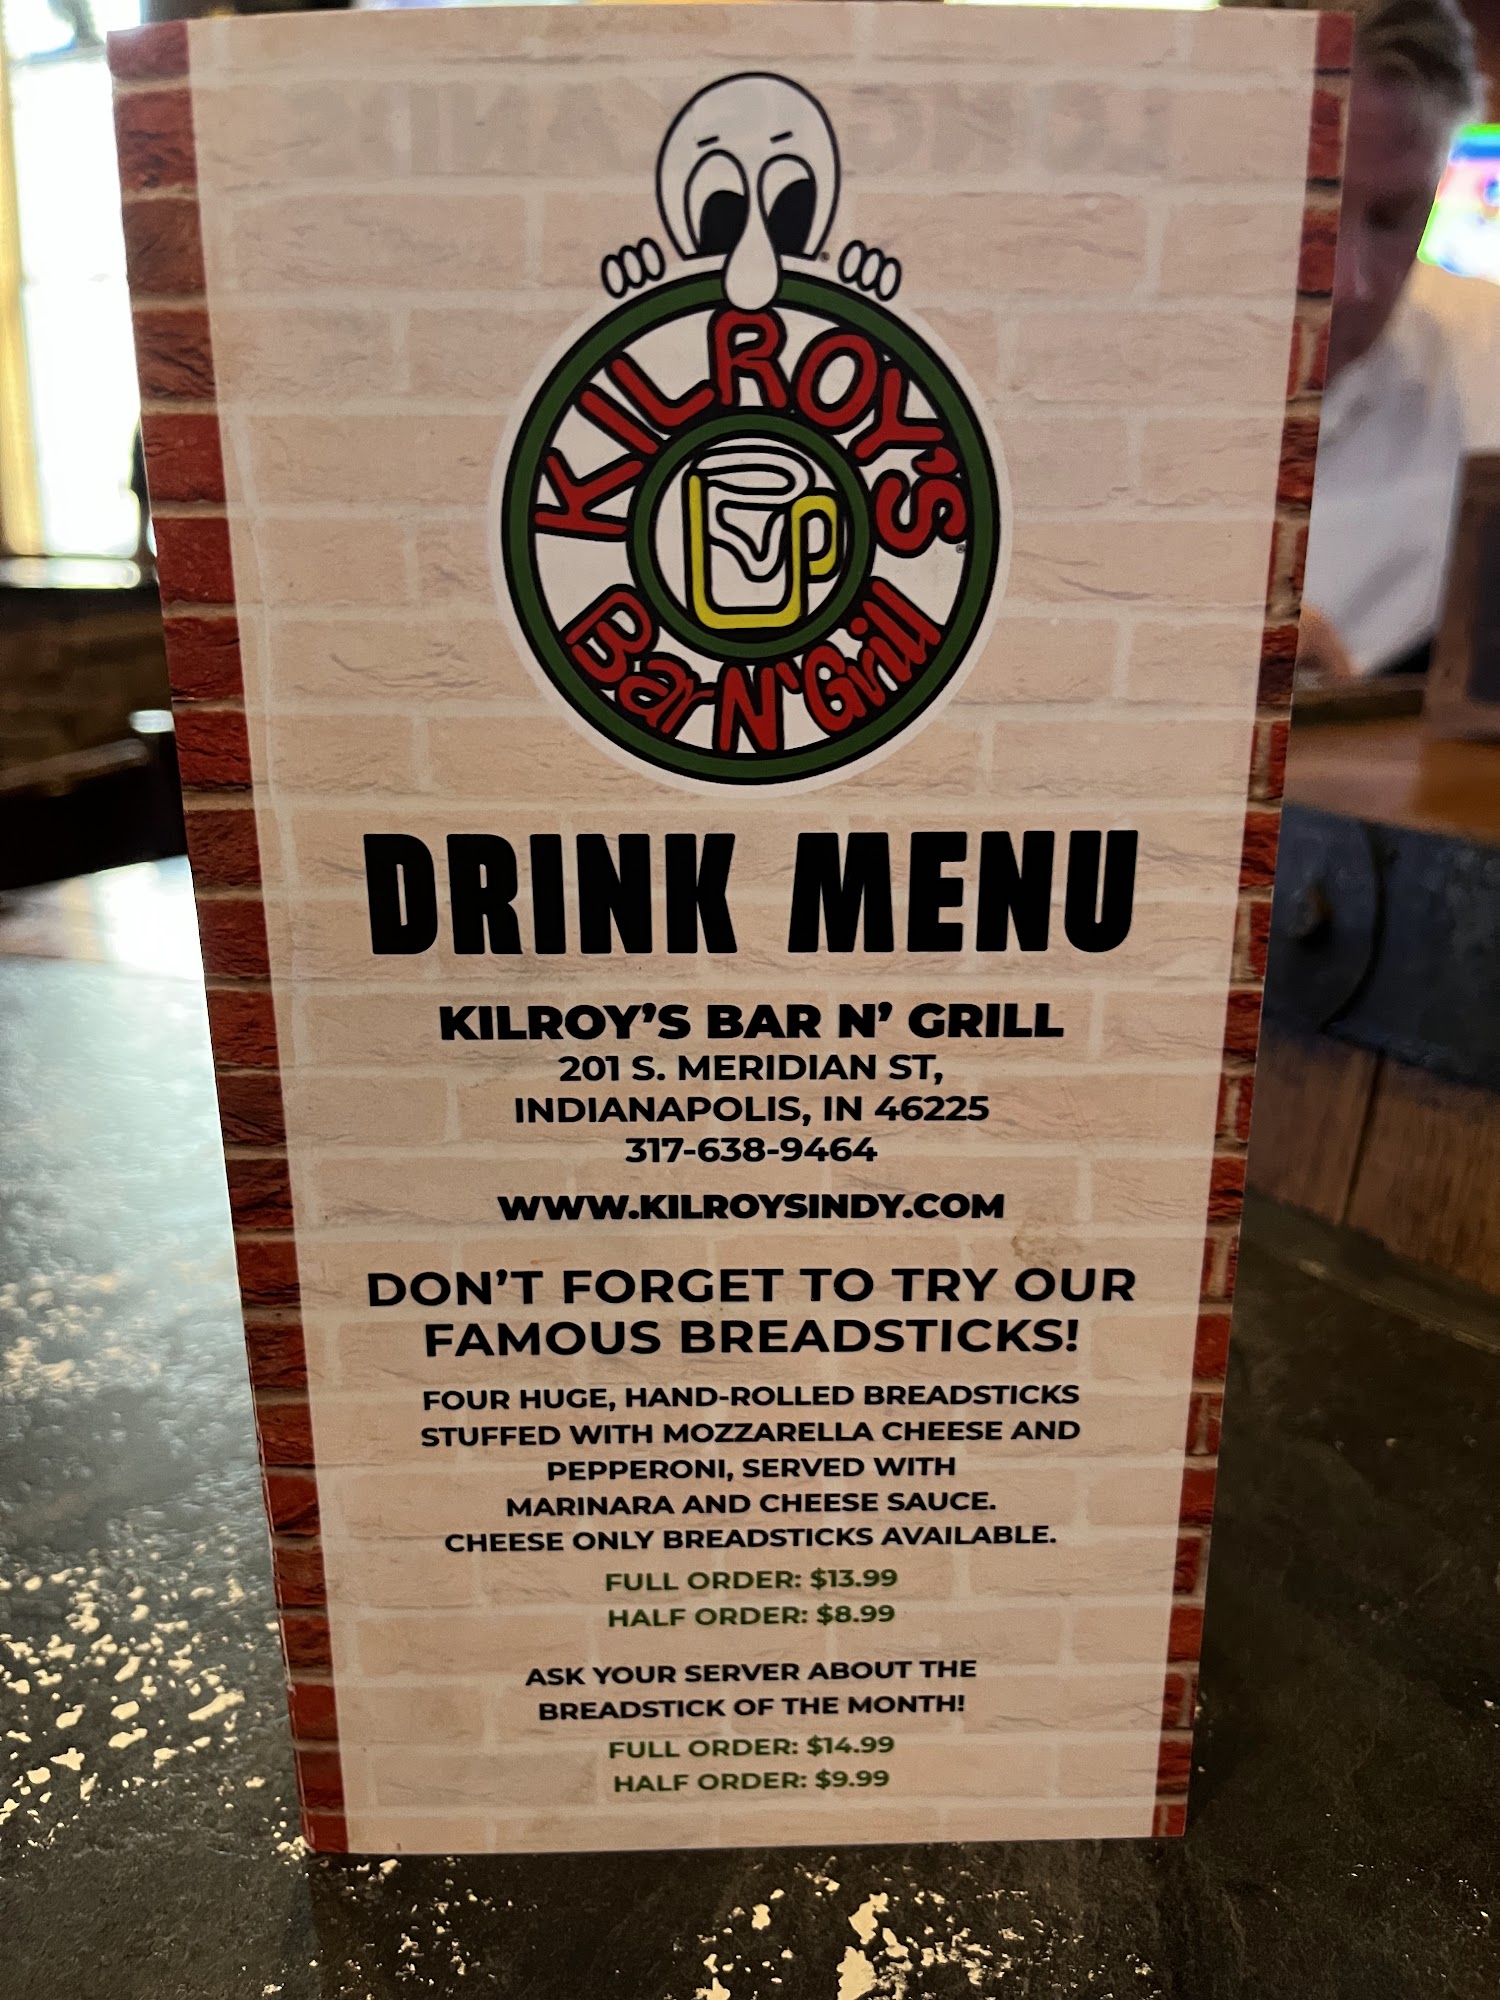 KILROY'S
Bar N' Grill
DRINK MENU
KILROY'S BAR N' GRILL
201 S. MERIDIAN ST,
INDIANAPOLIS, IN 46225
317-638-9464
WWW.KILROYSINDY.COM
DON'T FORGET TO TRY OUR
FAMOUS BREADSTICKS!
FOUR HUGE, HAND-ROLLED BREADSTICKS
STUFFED WITH MOZZARELLA CHEESE AND
PEPPERONI, SERVED WITH
MARINARA AND CHEESE SAUCE.
CHEESE ONLY BREADSTICKS AVAILABLE.
FULL ORDER: $13.99
HALF ORDER: $8.99
ASK YOUR SERVER ABOUT THE
BREADSTICK OF THE MONTH!
FULL ORDER: $14.99
HALF ORDER: $9.99